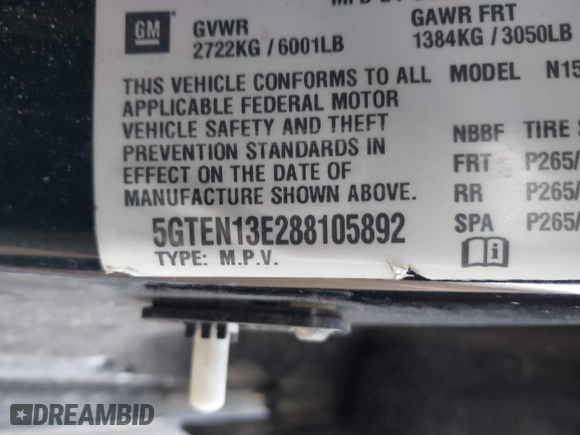 GM
GVWR
2722KG / 6001LB
GAWR FRT
1384KG / 3050LB
THIS VEHICLE CONFORMS TO ALL
APPLICABLE FEDERAL MOTOR
VEHICLE SAFETY AND THEFT
PREVENTION STANDARDS IN
EFFECT ON THE DATE OF
MANUFACTURE SHOWN ABOVE.
5GTEN13E288105892
TYPE: M.P.V.
MODEL N15
NBBF TIRE S
FRT P265/
RR P265/
SPA P265/
DREAMBID